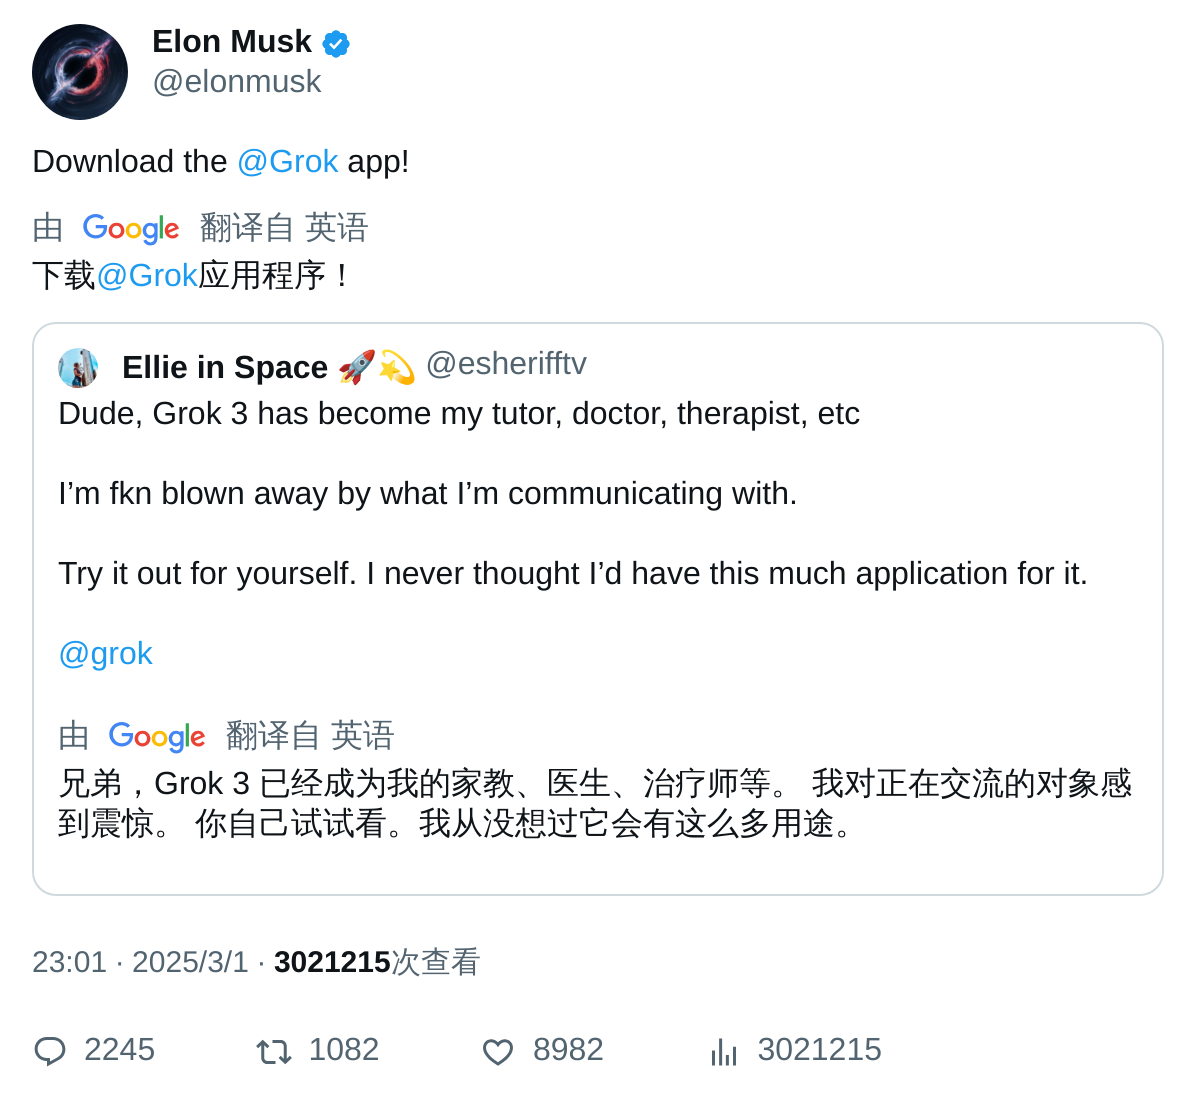 Elon Musk
@elonmusk
Download the @Grok app!
由 Google 翻译自 英语
下载@Grok应用程序！
Ellie in Space 🚀💫 @esherifftv
Dude, Grok 3 has become my tutor, doctor, therapist, etc
I’m fkn blown away by what I’m communicating with.
Try it out for yourself. I never thought I’d have this much application for it.
@grok
由 Google 翻译自 英语
兄弟，Grok 3 已经成为我的家教、医生、治疗师等。 我对正在交流的对象感
到震惊。 你自己试试看。我从没想过它会有这么多用途。
23:01 · 2025/3/1 · 3021215次查看
2245 1082 8982 3021215